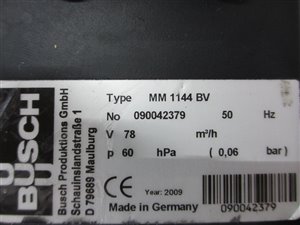 BUSCH
Busch Produktions GmbH
Schauinslandstraße 1
D 79689 Maulburg
Type MM 1144 BV
No 090042379 50 Hz
V 78 m³/h
p 60 hPa ( 0,06 bar )
CE Year: 2009
Made in Germany 090042379